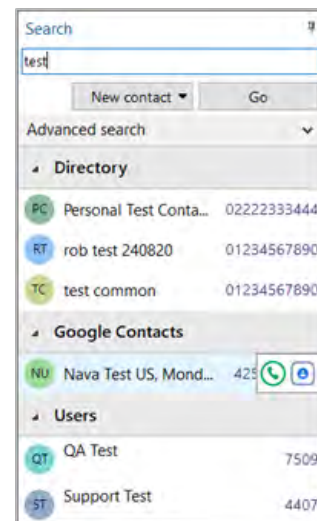 Search
test
New contact Go
Advanced search
Directory
PC Personal Test Conta... 02222333444
RT rob test 240820 01234567890
TC test common 01234567890
Google Contacts
NU Nava Test US, Mond... 425
Users
QT QA Test 7509
ST Support Test 4407